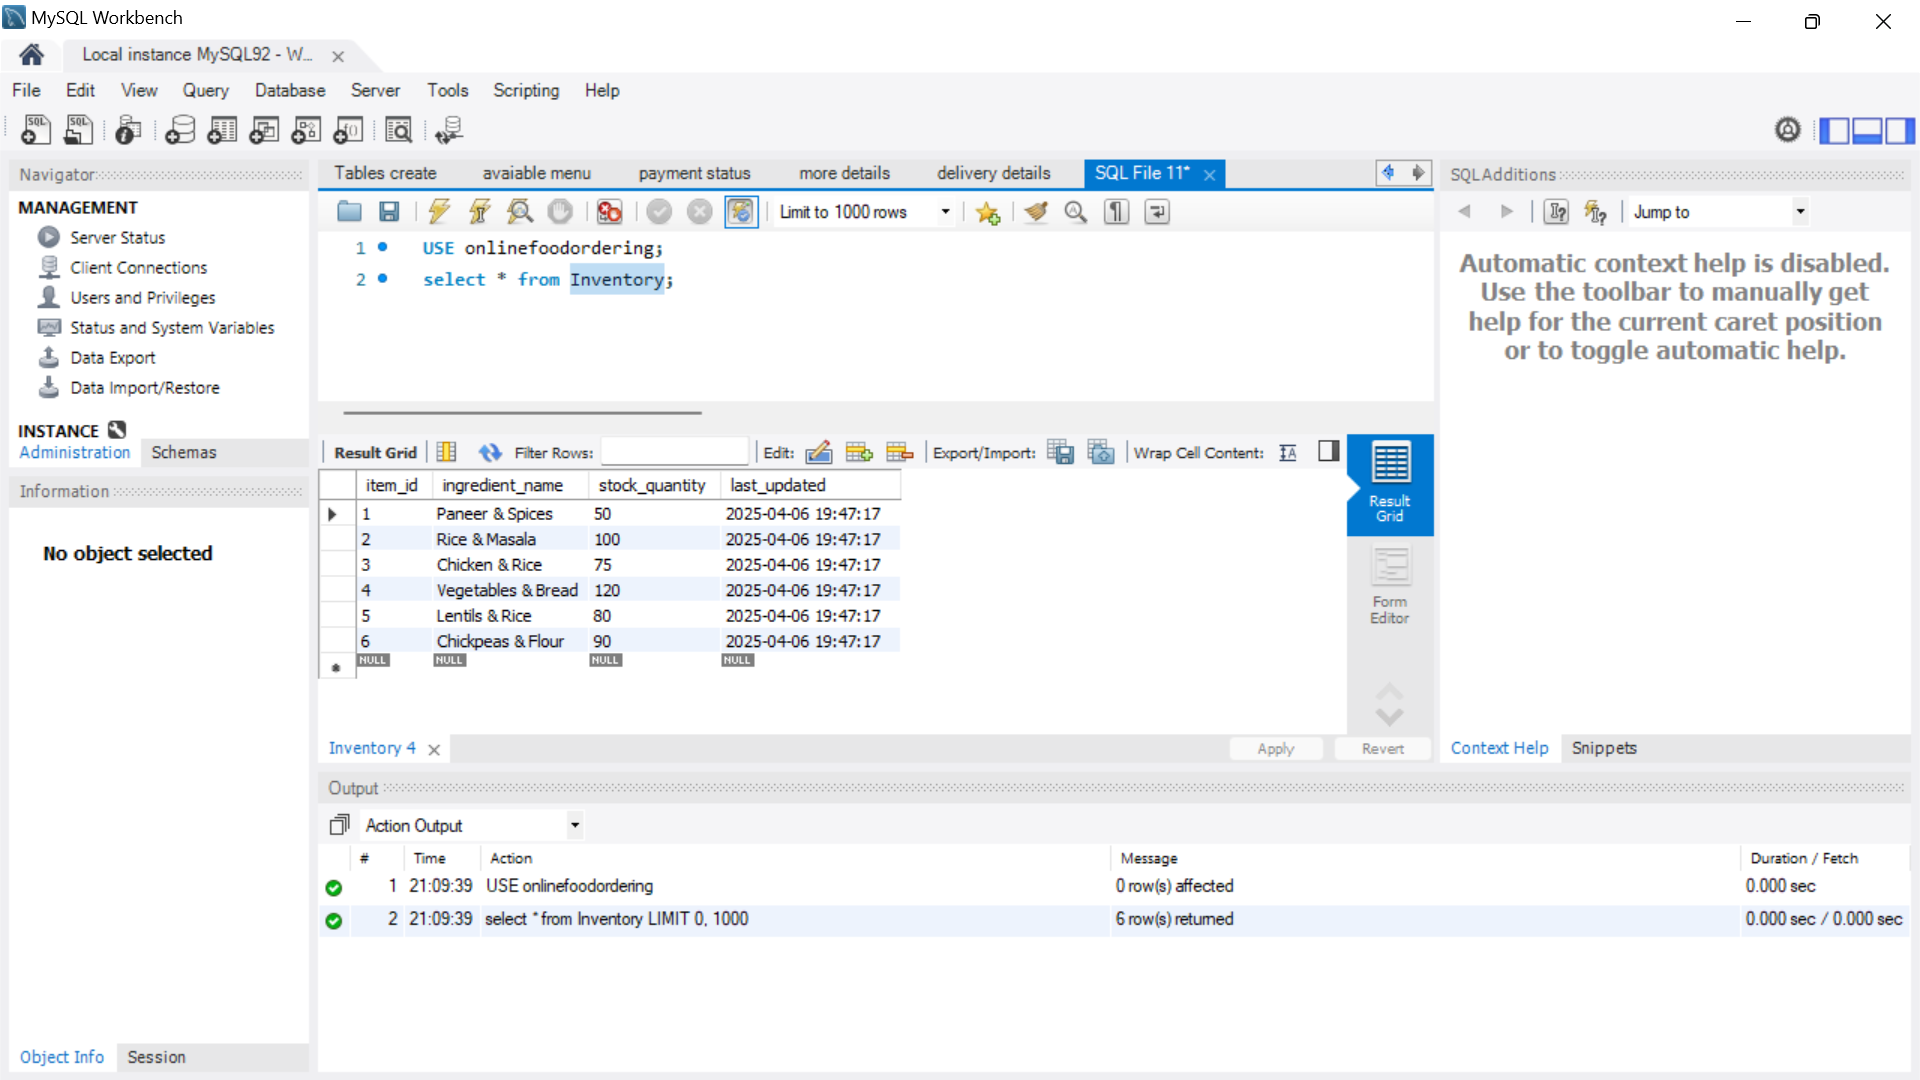 MySQL Workbench
Local instance MySQL92 - W...
File Edit View Query Database Server Tools Scripting Help
Navigator
MANAGEMENT
Server Status
Client Connections
Users and Privileges
Status and System Variables
Data Export
Data Import/Restore
INSTANCE
Administration Schemas
Information
No object selected
Object Info Session
Tables create avaiable menu payment status more details delivery details SQL File 11*
Limit to 1000 rows
1 USE onlinefoodordering;
2 select * from Inventory;
Result Grid Filter Rows: Edit: Export/Import: Wrap Cell Content:
item_id ingredient_name stock_quantity last_updated
1 Paneer & Spices 50 2025-04-06 19:47:17
2 Rice & Masala 100 2025-04-06 19:47:17
3 Chicken & Rice 75 2025-04-06 19:47:17
4 Vegetables & Bread 120 2025-04-06 19:47:17
5 Lentils & Rice 80 2025-04-06 19:47:17
6 Chickpeas & Flour 90 2025-04-06 19:47:17
NULL NULL NULL NULL
Result
Grid
Form
Editor
Inventory 4 Apply Revert
SQLAdditions
Jump to
Automatic context help is disabled.
Use the toolbar to manually get
help for the current caret position
or to toggle automatic help.
Context Help Snippets
Output
Action Output
# Time Action Message Duration / Fetch
1 21:09:39 USE onlinefoodordering 0 row(s) affected 0.000 sec
2 21:09:39 select * from Inventory LIMIT 0, 1000 6 row(s) returned 0.000 sec / 0.000 sec